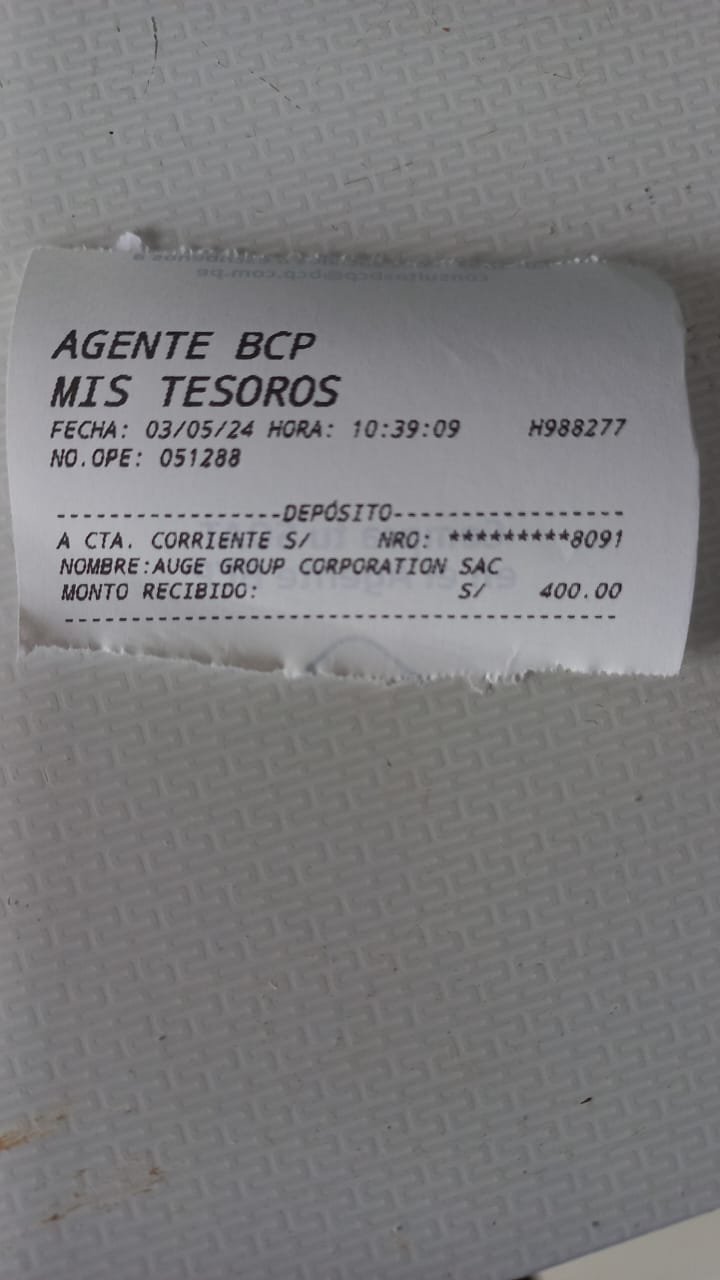 AGENTE BCP
MIS TESOROS
FECHA: 03/05/24 HORA: 10:39:09 H988277
NO.OPE: 051288
-----------------DEPÓSITO-----------------
A CTA. CORRIENTE S/ NRO: *********8091
NOMBRE:AUGE GROUP CORPORATION SAC
MONTO RECIBIDO: S/ 400.00
-----------------------------------------